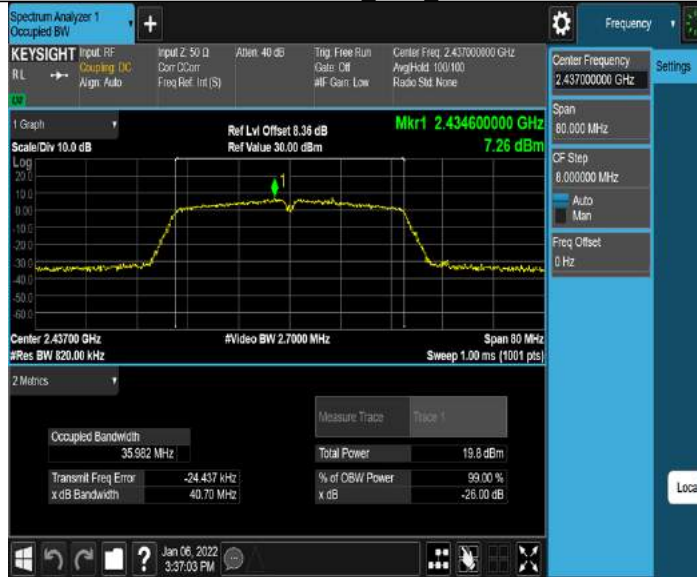 Spectrum Analyzer 1
Occupied BW
+
Frequency
KEYSIGHT
RL
Input: RF
Coupling: DC
Align: Auto
Input Z: 50 Ω
Corr CCorr
Freq Ref: Int (S)
Atten: 40 dB
Trig: Free Run
Gate: Off
#IF Gain: Low
Center Freq: 2.437000000 GHz
Avg|Hold: 100/100
Radio Std: None
Center Frequency
2.437000000 GHz
Settings
Span
80.000 MHz
CF Step
8.000000 MHz
Auto
Man
Freq Offset
0 Hz
1 Graph
Scale/Div 10.0 dB
Ref Lvl Offset 8.36 dB
Ref Value 30.00 dBm
Mkr1 2.434600000 GHz
7.26 dBm
Log
20.0
10.0
0.00
-10.0
-20.0
-30.0
-40.0
-50.0
-60.0
1
Center 2.43700 GHz
#Res BW 820.00 kHz
#Video BW 2.7000 MHz
Span 80 MHz
Sweep 1.00 ms (1001 pts)
2 Metrics
Measure Trace
Trace 1
Occupied Bandwidth
35.982 MHz
Total Power
19.8 dBm
Transmit Freq Error
-24.437 kHz
% of OBW Power
99.00 %
x dB Bandwidth
40.70 MHz
x dB
-26.00 dB
Loca
?
Jan 06, 2022
3:37:03 PM